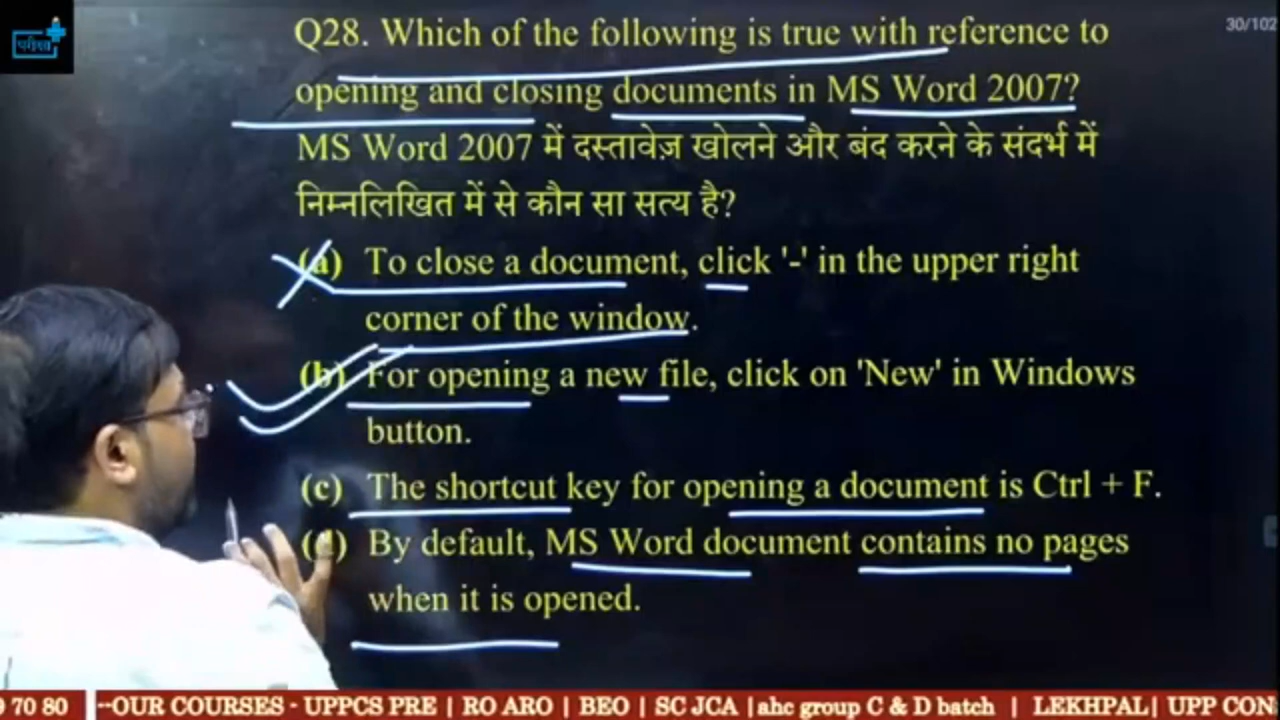 परीक्षा
30/102
Q28. Which of the following is true with reference to
opening and closing documents in MS Word 2007?
MS Word 2007 में दस्तावेज़ खोलने और बंद करने के संदर्भ में
निम्नलिखित में से कौन सा सत्य है?
(a) To close a document, click '-' in the upper right
corner of the window.
(b) For opening a new file, click on 'New' in Windows
button.
(c) The shortcut key for opening a document is Ctrl + F.
(d) By default, MS Word document contains no pages
when it is opened.
70 80 --OUR COURSES - UPPCS PRE | RO ARO | BEO | SC JCA |ahc group C & D batch | LEKHPAL| UPP CON